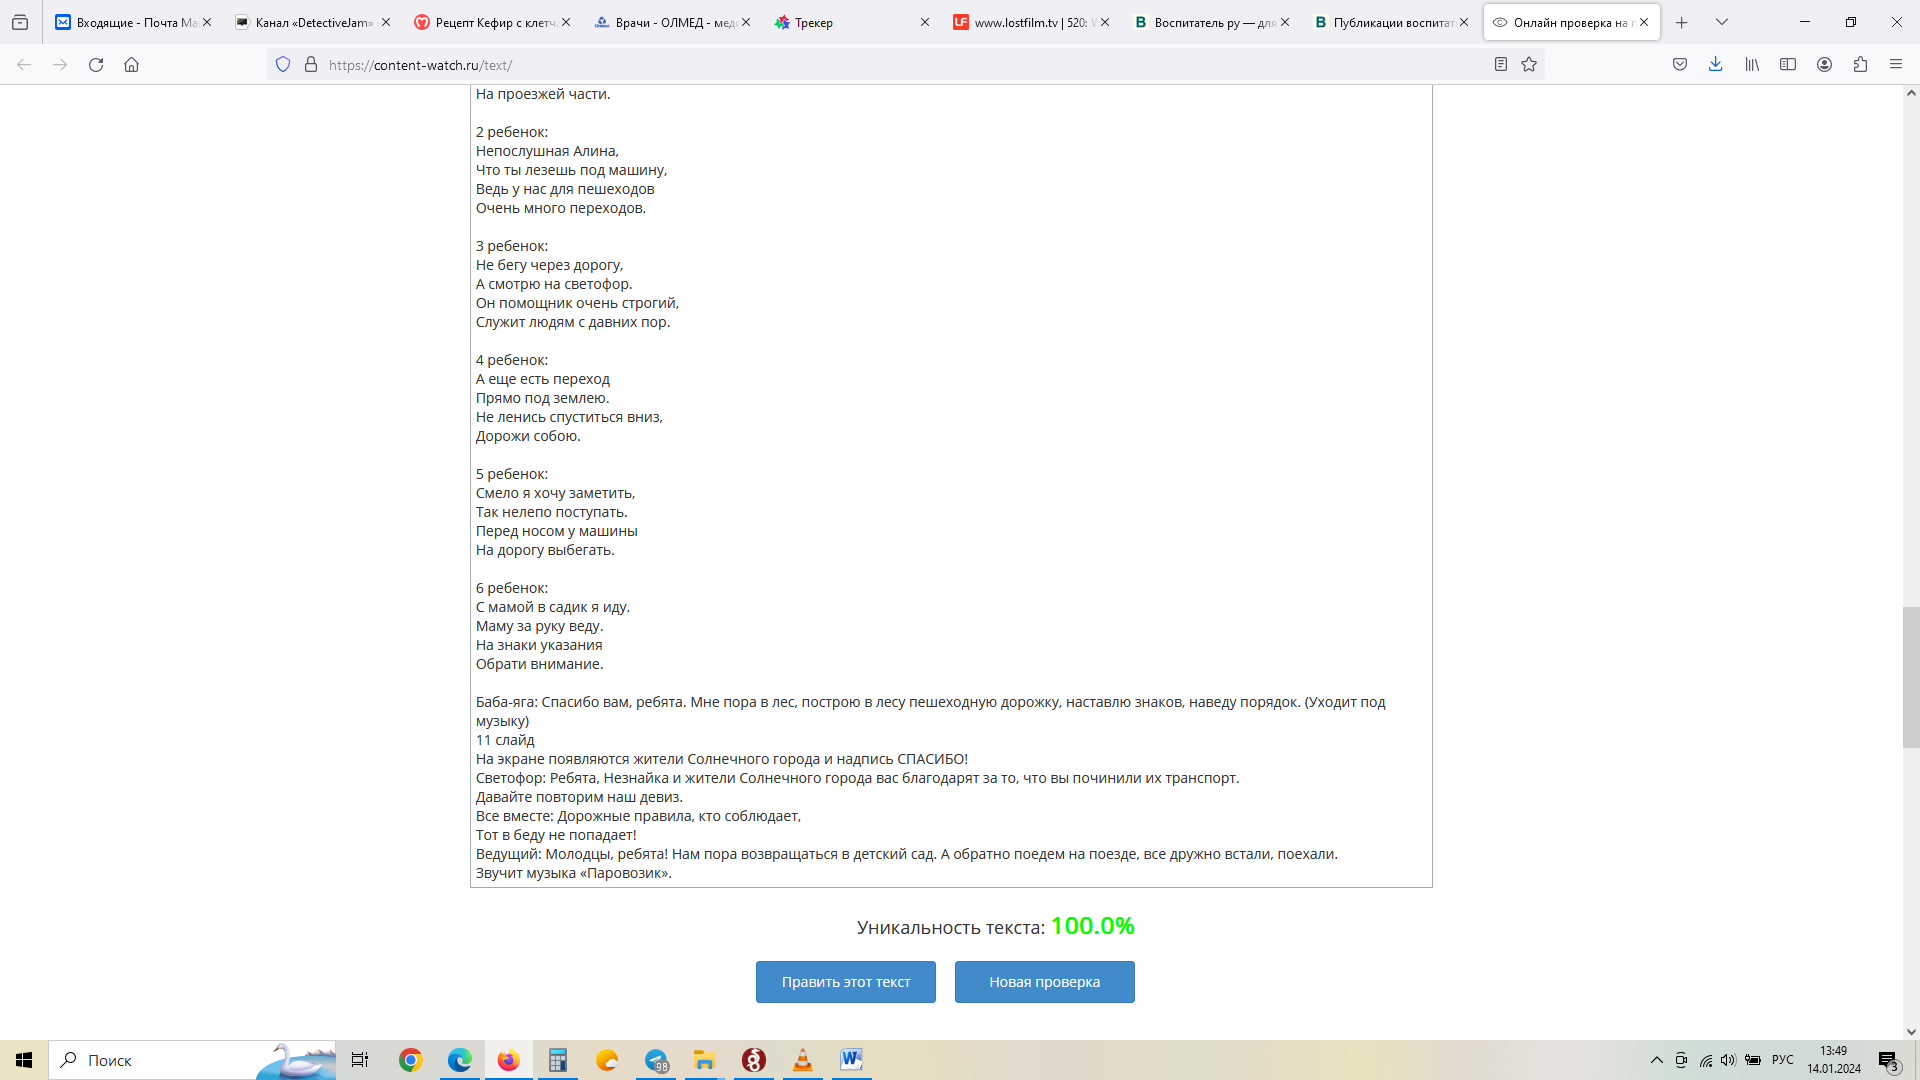 Входящие - Почта Ma
Канал «DetectiveJam»
Рецепт Кефир с клетч
Врачи - ОЛМЕД - мед
Трекер
www.lostfilm.tv | 520:
Воспитатель ру — для
Публикации воспитат
Онлайн проверка на п
https://content-watch.ru/text/
На проезжей части.
2 ребенок:
Непослушная Алина,
Что ты лезешь под машину,
Ведь у нас для пешеходов
Очень много переходов.
3 ребенок:
Не бегу через дорогу,
А смотрю на светофор.
Он помощник очень строгий,
Служит людям с давних пор.
4 ребенок:
А еще есть переход
Прямо под землею.
Не ленись спуститься вниз,
Дорожи собою.
5 ребенок:
Смело я хочу заметить,
Так нелепо поступать.
Перед носом у машины
На дорогу выбегать.
6 ребенок:
С мамой в садик я иду.
Маму за руку веду.
На знаки указания
Обрати внимание.
Баба-яга: Спасибо вам, ребята. Мне пора в лес, построю в лесу пешеходную дорожку, наставлю знаков, наведу порядок. (Уходит под
музыку)
11 слайд
На экране появляются жители Солнечного города и надпись СПАСИБО!
Светофор: Ребята, Незнайка и жители Солнечного города вас благодарят за то, что вы починили их транспорт.
Давайте повторим наш девиз.
Все вместе: Дорожные правила, кто соблюдает,
Тот в беду не попадает!
Ведущий: Молодцы, ребята! Нам пора возвращаться в детский сад. А обратно поедем на поезде, все дружно встали, поехали.
Звучит музыка «Паровозик».
Уникальность текста: 100.0%
Править этот текст
Новая проверка
Поиск
98
РУС
13:49
14.01.2024
3